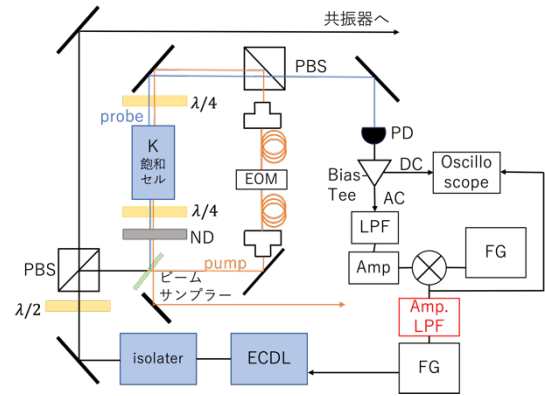 共振器へ
PBS
λ/4
probe
PD
K
飽和
セル
DC
Oscillo
scope
Bias-
Tee
EOM
AC
λ/4
LPF
ND
FG
PBS
pump
Amp
ビーム
サンプラー
λ/2
Amp.
LPF
isolater
ECDL
FG